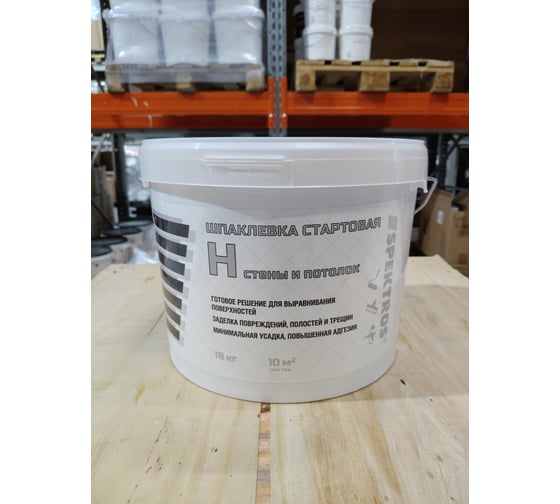 ШПАКЛЕВКА СТАРТОВАЯ
Н СТЕНЫ И ПОТОЛОК
ГОТОВОЕ РЕШЕНИЕ ДЛЯ ВЫРАВНИВАНИЯ
ПОВЕРХНОСТЕЙ
ЗАДЕЛКА ПОВРЕЖДЕНИЙ, ПОЛОСТЕЙ И ТРЕЩИН
МИНИМАЛЬНАЯ УСАДКА, ПОВЫШЕННАЯ АДГЕЗИЯ
18 КГ
10 М²
SPEKTROS